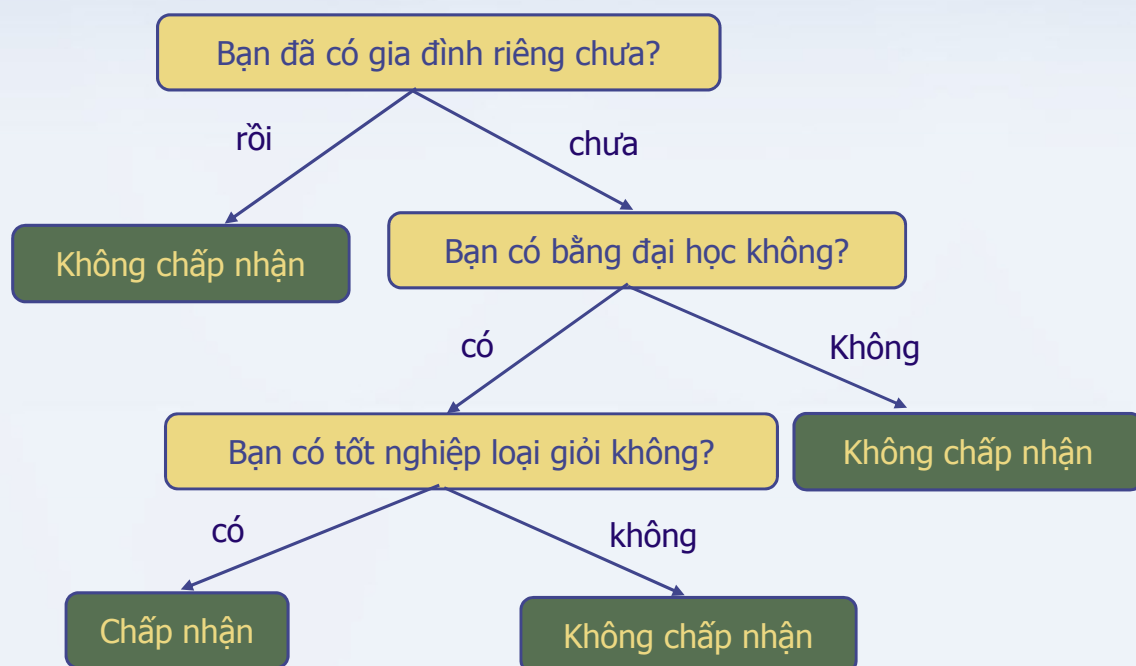 Bạn đã có gia đình riêng chưa?
rồi
chưa
Không chấp nhận
Bạn có bằng đại học không?
có
Không
Bạn có tốt nghiệp loại giỏi không?
Không chấp nhận
có
không
Chấp nhận
Không chấp nhận